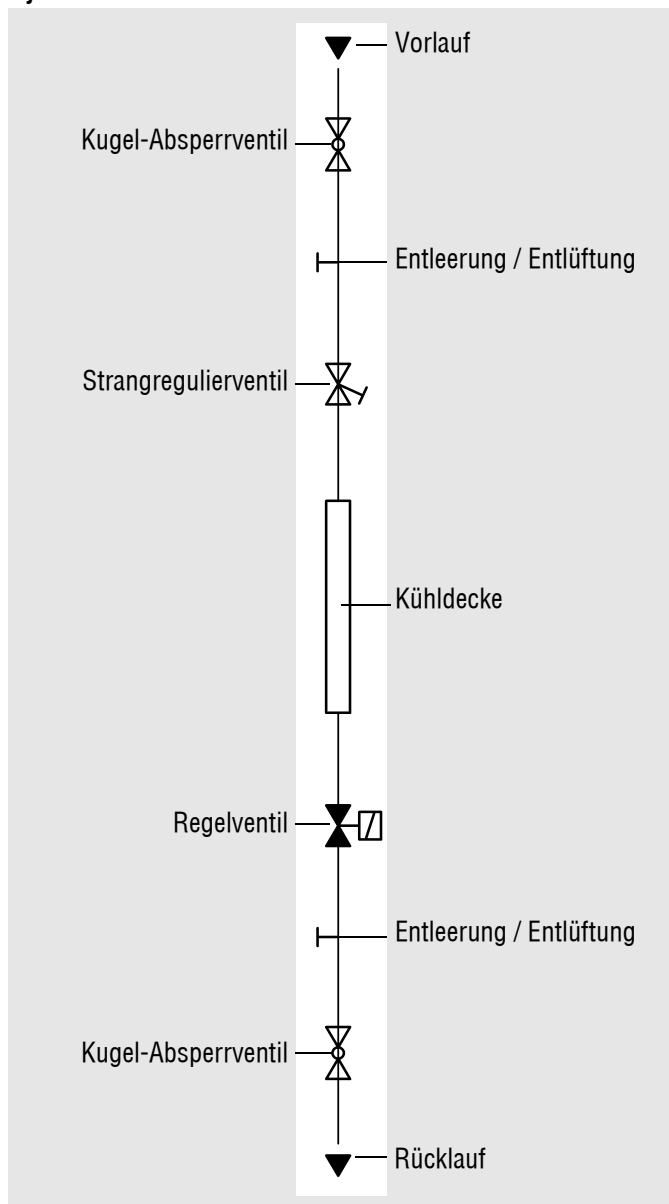 Vorlauf
Kugel-Absperrventil
Entleerung / Entlüftung
Strangregulierventil
Kühldecke
Regelventil
Entleerung / Entlüftung
Kugel-Absperrventil
Rücklauf